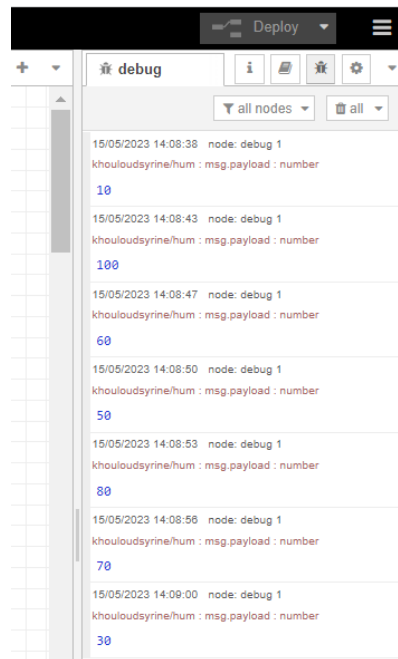 Deploy
debug
i
all nodes
all
15/05/2023 14:08:38 node: debug 1
khouloudsyrine/hum : msg.payload : number
10
15/05/2023 14:08:43 node: debug 1
khouloudsyrine/hum : msg.payload : number
100
15/05/2023 14:08:47 node: debug 1
khouloudsyrine/hum : msg.payload : number
60
15/05/2023 14:08:50 node: debug 1
khouloudsyrine/hum : msg.payload : number
50
15/05/2023 14:08:53 node: debug 1
khouloudsyrine/hum : msg.payload : number
80
15/05/2023 14:08:56 node: debug 1
khouloudsyrine/hum : msg.payload : number
70
15/05/2023 14:09:00 node: debug 1
khouloudsyrine/hum : msg.payload : number
30